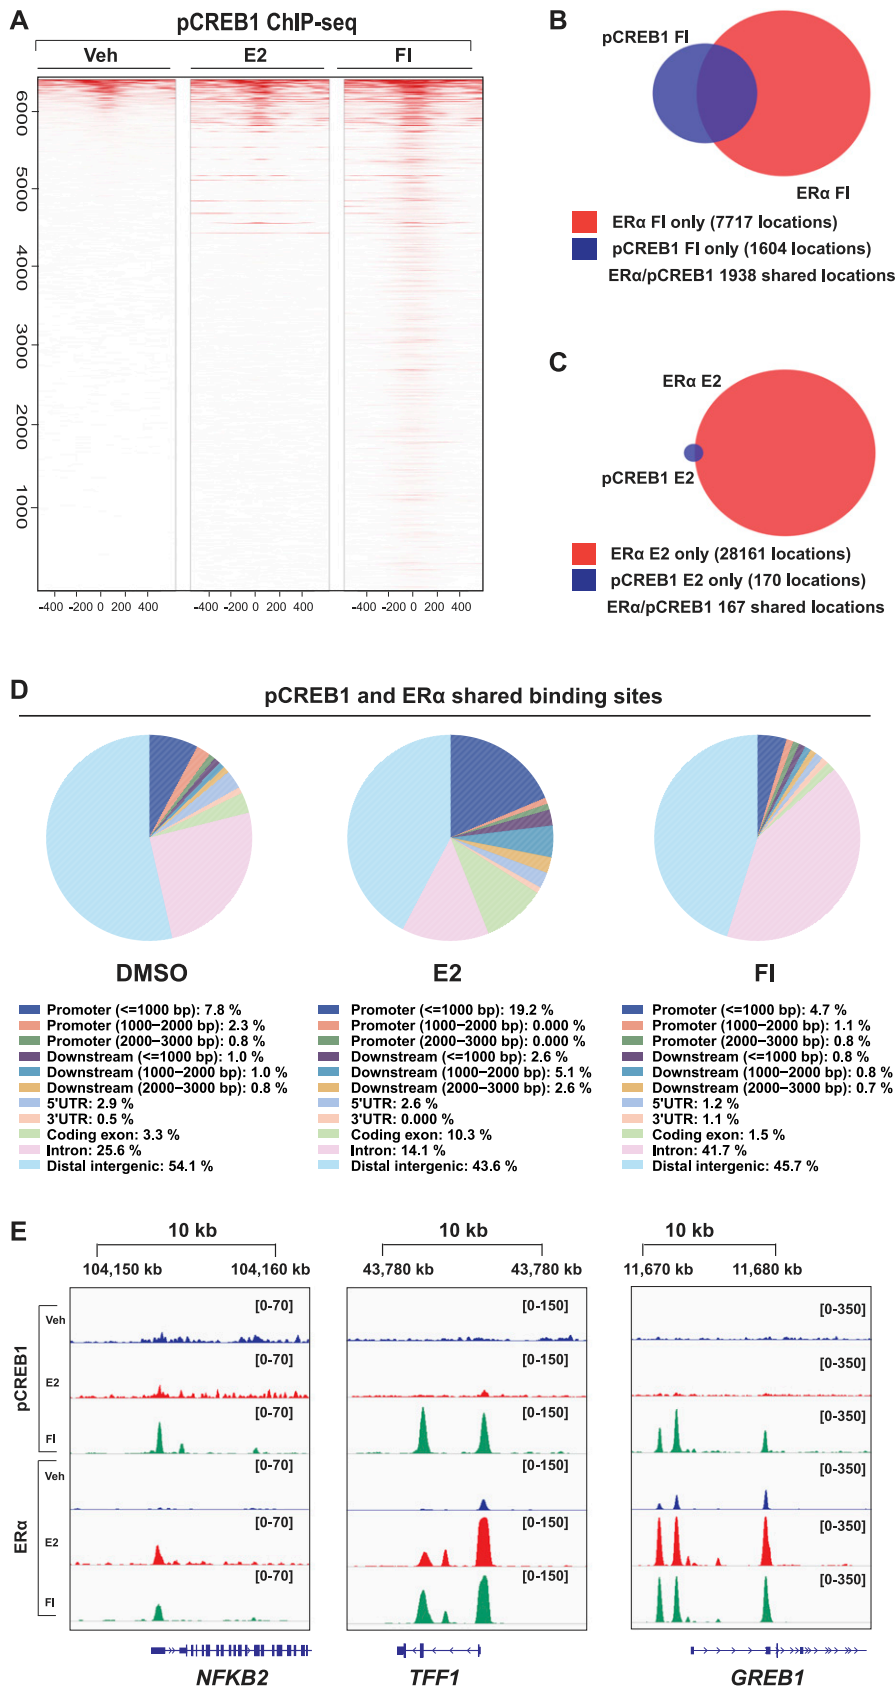 A
pCREB1 ChIP-seq
Veh E2 FI
6000
5000
4000
3000
2000
1000
-400 -200 0 200 400 -400 -200 0 200 400 -400 -200 0 200 400
B
pCREB1 FI
ERα FI
ERα FI only (7717 locations)
pCREB1 FI only (1604 locations)
ERα/pCREB1 1938 shared locations
C
ERα E2
pCREB1 E2
ERα E2 only (28161 locations)
pCREB1 E2 only (170 locations)
ERα/pCREB1 167 shared locations
D
pCREB1 and ERα shared binding sites
DMSO
Promoter (<=1000 bp): 7.8 %
Promoter (1000–2000 bp): 2.3 %
Promoter (2000–3000 bp): 0.8 %
Downstream (<=1000 bp): 1.0 %
Downstream (1000–2000 bp): 1.0 %
Downstream (2000–3000 bp): 0.8 %
5'UTR: 2.9 %
3'UTR: 0.5 %
Coding exon: 3.3 %
Intron: 25.6 %
Distal intergenic: 54.1 %
E2
Promoter (<=1000 bp): 19.2 %
Promoter (1000–2000 bp): 0.000 %
Promoter (2000–3000 bp): 0.000 %
Downstream (<=1000 bp): 2.6 %
Downstream (1000–2000 bp): 5.1 %
Downstream (2000–3000 bp): 2.6 %
5'UTR: 2.6 %
3'UTR: 0.000 %
Coding exon: 10.3 %
Intron: 14.1 %
Distal intergenic: 43.6 %
FI
Promoter (<=1000 bp): 4.7 %
Promoter (1000–2000 bp): 1.1 %
Promoter (2000–3000 bp): 0.8 %
Downstream (<=1000 bp): 0.8 %
Downstream (1000–2000 bp): 0.8 %
Downstream (2000–3000 bp): 0.7 %
5'UTR: 1.2 %
3'UTR: 1.1 %
Coding exon: 1.5 %
Intron: 41.7 %
Distal intergenic: 45.7 %
E
10 kb 10 kb 10 kb
104,150 kb 104,160 kb 43,780 kb 43,780 kb 11,670 kb 11,680 kb
pCREB1
Veh [0-70] [0-150] [0-350]
E2 [0-70] [0-150] [0-350]
FI [0-70] [0-150] [0-350]
ERα
Veh [0-70] [0-150] [0-350]
E2 [0-70] [0-150] [0-350]
FI [0-70] [0-150] [0-350]
NFKB2 TFF1 GREB1